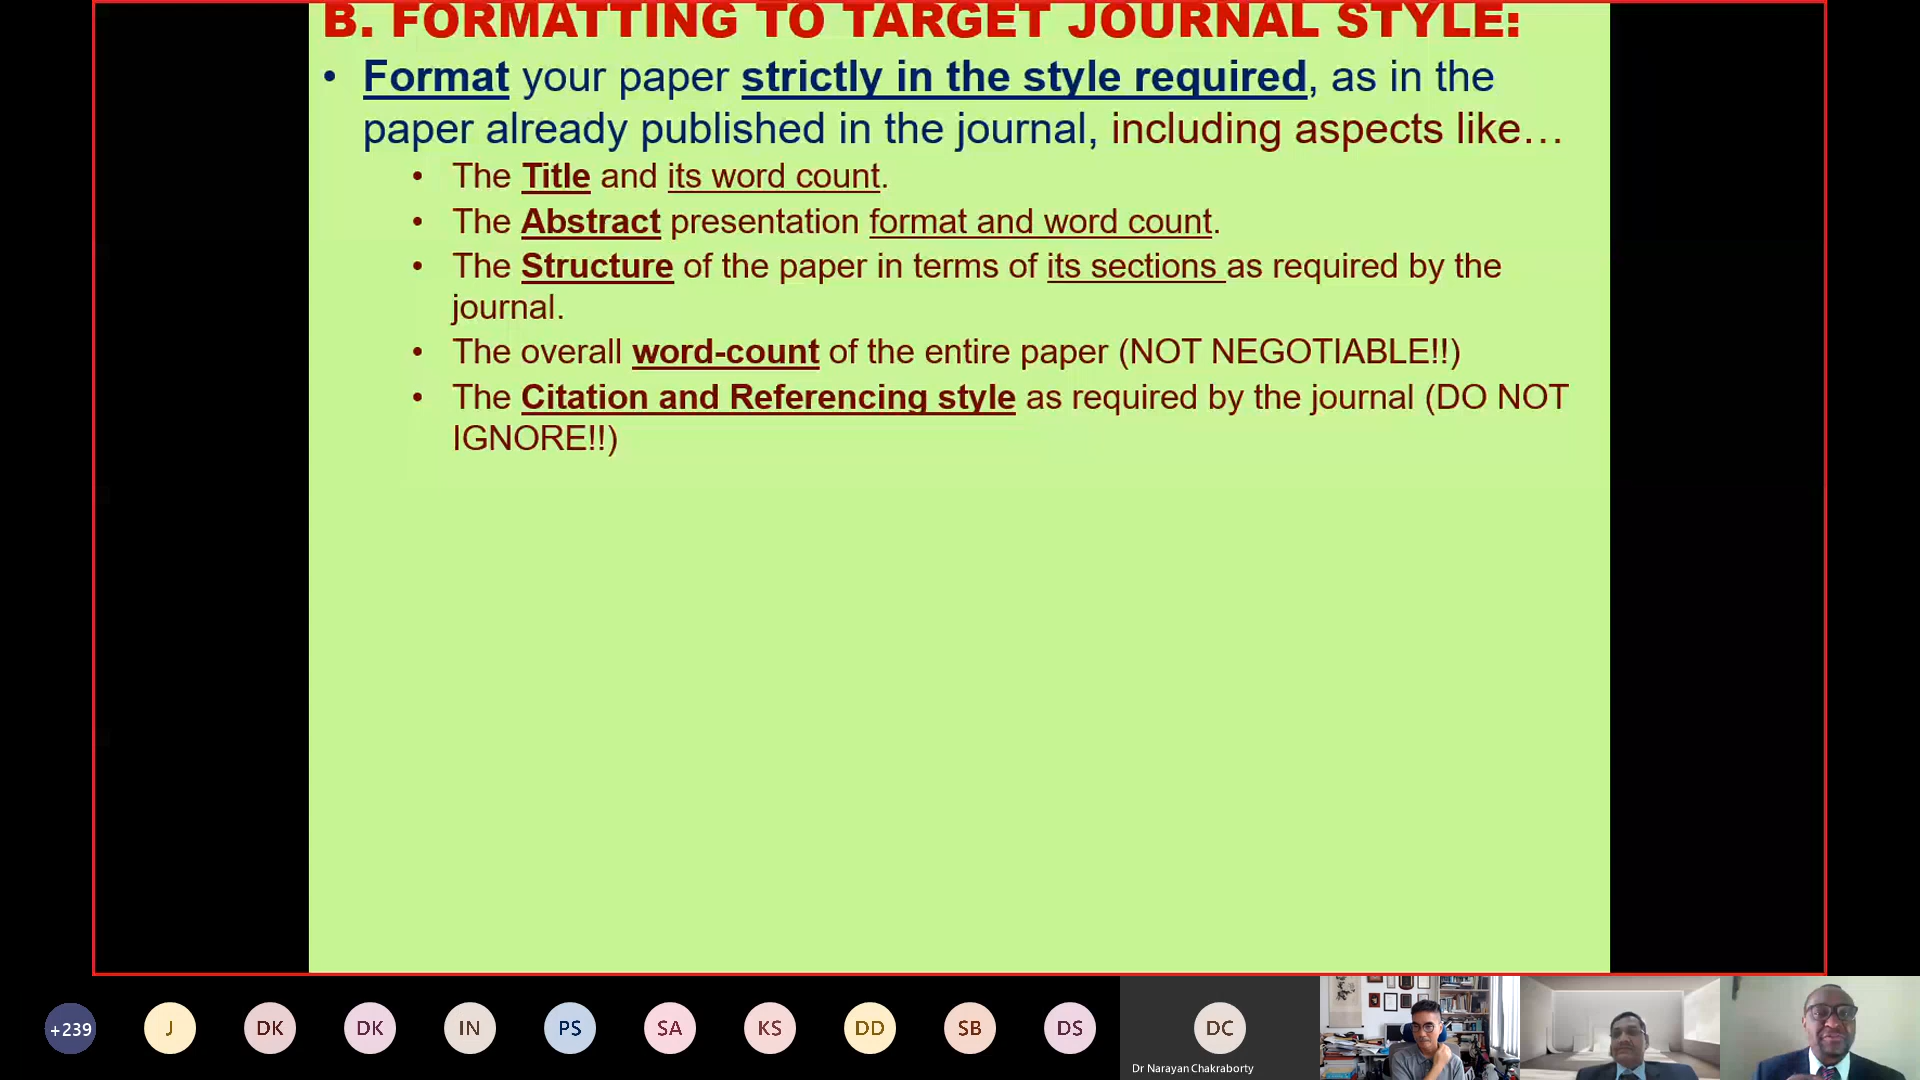 B. FORMATTING TO TARGET JOURNAL STYLE:
• Format your paper strictly in the style required, as in the
paper already published in the journal, including aspects like…
• The Title and its word count.
• The Abstract presentation format and word count.
• The Structure of the paper in terms of its sections as required by the
journal.
• The overall word-count of the entire paper (NOT NEGOTIABLE!!)
• The Citation and Referencing style as required by the journal (DO NOT
IGNORE!!)
+239 J DK DK IN PS SA KS DD SB DS DC
Dr Narayan Chakraborty